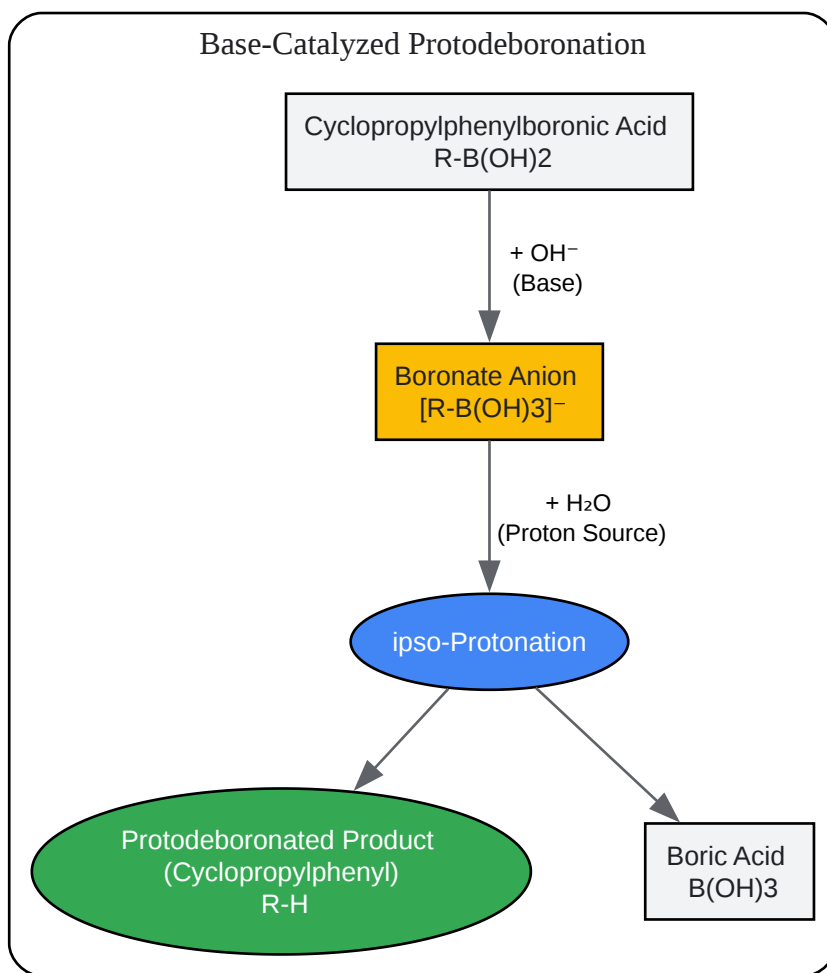 Base-Catalyzed Protodeboronation
Cyclopropylphenylboronic Acid
R-B(OH)2
+ OH⁻
(Base)
Boronate Anion
[R-B(OH)3]⁻
+ H₂O
(Proton Source)
ipso-Protonation
Protodeboronated Product
(Cyclopropylphenyl)
R-H
Boric Acid
B(OH)3